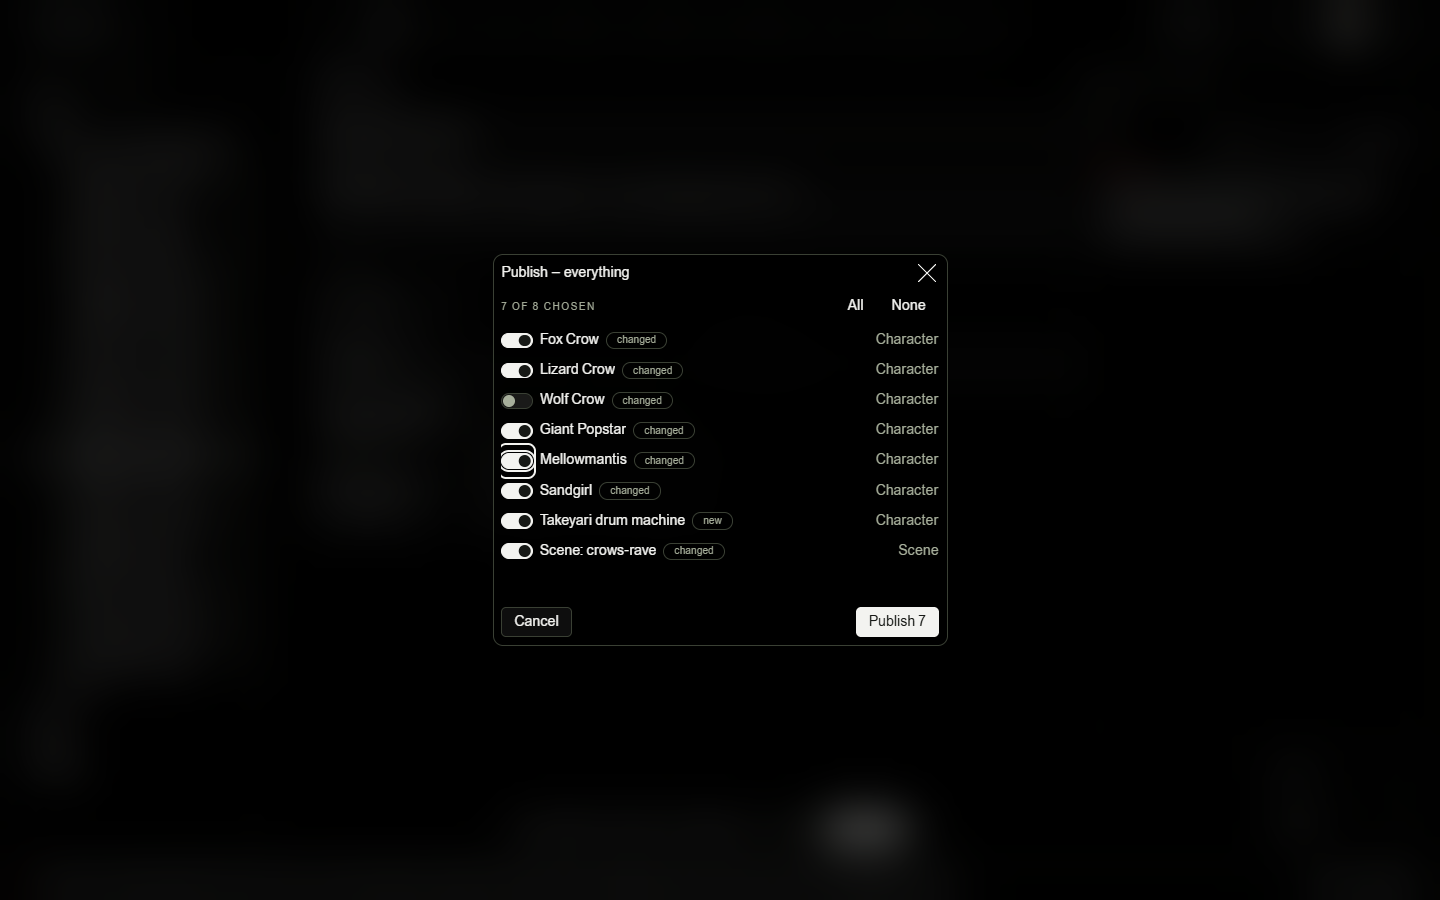 Publish – everything
7 OF 8 CHOSEN All None
Fox Crow changed Character
Lizard Crow changed Character
Wolf Crow changed Character
Giant Popstar changed Character
Mellowmantis changed Character
Sandgirl changed Character
Takeyari drum machine new Character
Scene: crows-rave changed Scene
Cancel Publish 7